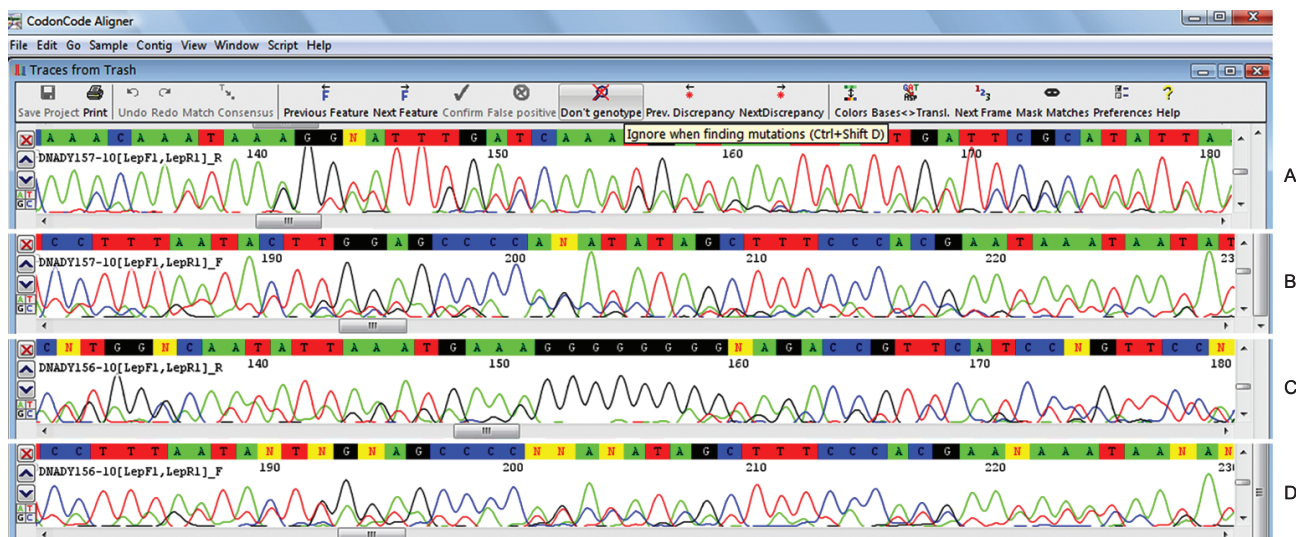 CodonCode Aligner
File Edit Go Sample Contig View Window Script Help
Traces from Trash
Save Project Print Undo Redo Match Consensus Previous Feature Next Feature Confirm False positive Don't genotype Prev. Discrepancy NextDiscrepancy Colors Bases<>Transl. Next Frame Mask Matches Preferences Help
Ignore when finding mutations (Ctrl+Shift D)
A A A C A A A T A A A G G N A T T T G A T C A A A T G A T T C G C A T A T T A
DNADY157-10[LepF1,LepR1]_R 140 150 160 170 180
A
C C T T T A A T A C T T G G A G C C C C A N A T A T A G C T T T C C C A C G A A T A A A T A A T A T
DNADY157-10[LepF1,LepR1]_F 190 200 210 220 23
B
C N T G G N C A A T A T T A A A T G A A A G G G G G G G G N A G A C C G T T C A T C C N G T T C C N
DNADY156-10[LepF1,LepR1]_R 140 150 160 170 180
C
C C T T T A A T A N T N G N A G C C C C N N A N A T A G C T T T C C C A C G A A N A A A T A A N A N
DNADY156-10[LepF1,LepR1]_F 190 200 210 220 23
D